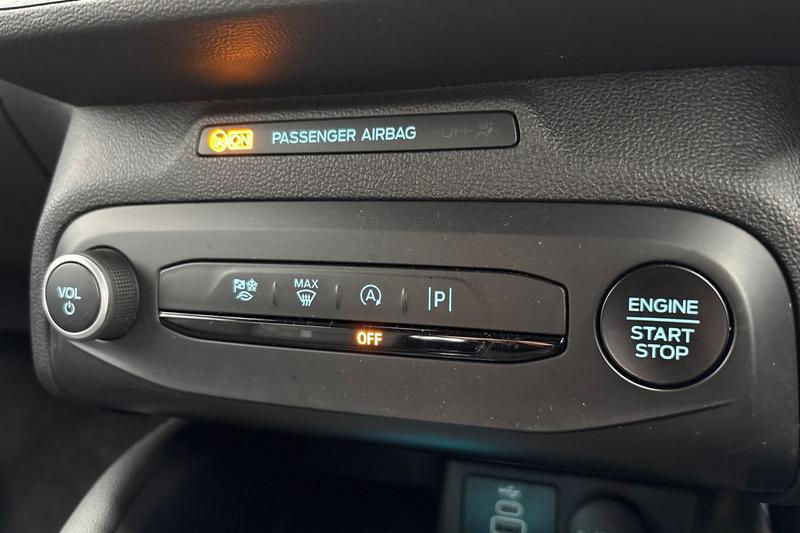 ON PASSENGER AIRBAG OFF
VOL
MAX
A
P
OFF
ENGINE
START
STOP